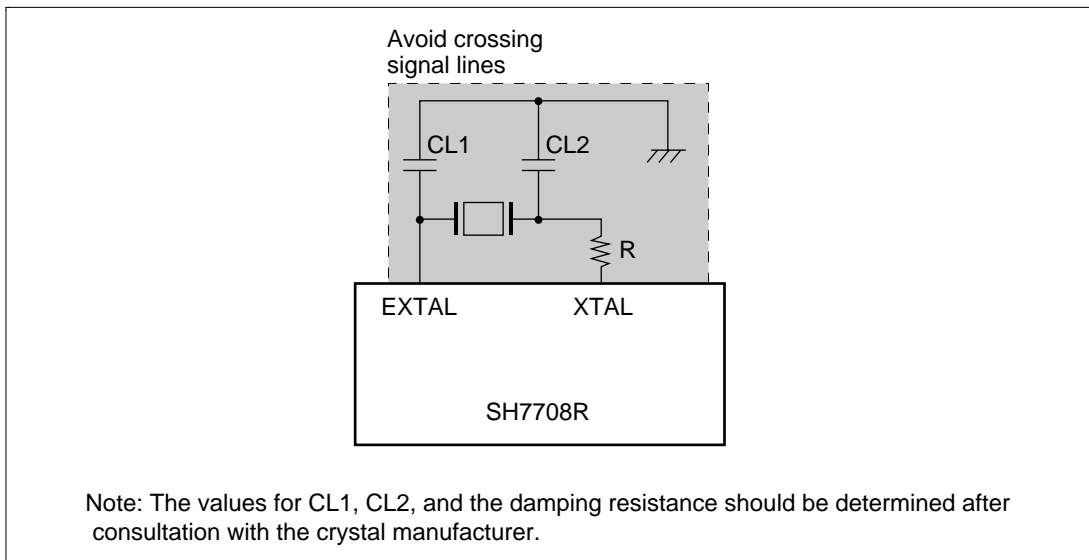 Avoid crossing
signal lines
CL1
CL2
R
EXTAL
XTAL
SH7708R
Note: The values for CL1, CL2, and the damping resistance should be determined after
consultation with the crystal manufacturer.